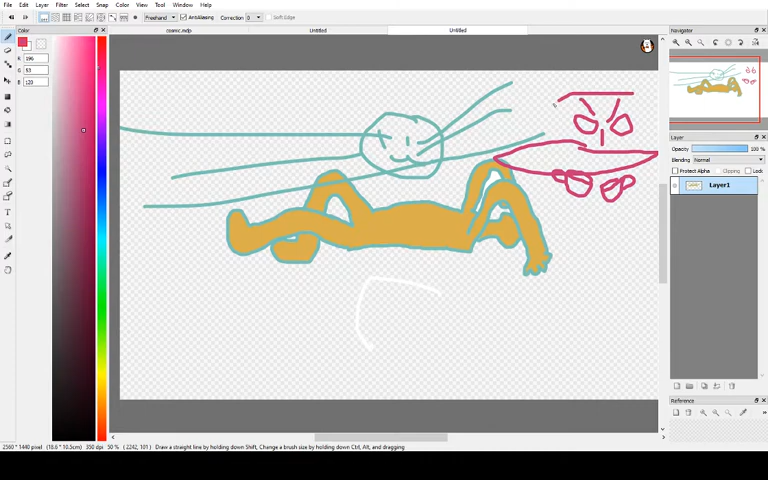 File Edit Layer Filter Select Snap Color View Tool Window Help
Freehand AntiAliasing Correction 0 Soft Edge
cosmc.mdp Untitled Untitled
Color
R 196
G 53
B 120
Navigator
Layer
Opacity 100 %
Blending Normal
Protect Alpha Clipping Lock
Layer1
Reference
2560 * 1440 pixel (18.6 * 10.5cm) 350 dpi 50 % ( 2242, 101 ) Draw a straight line by holding down Shift, Change a brush size by holding down Ctrl, Alt, and dragging